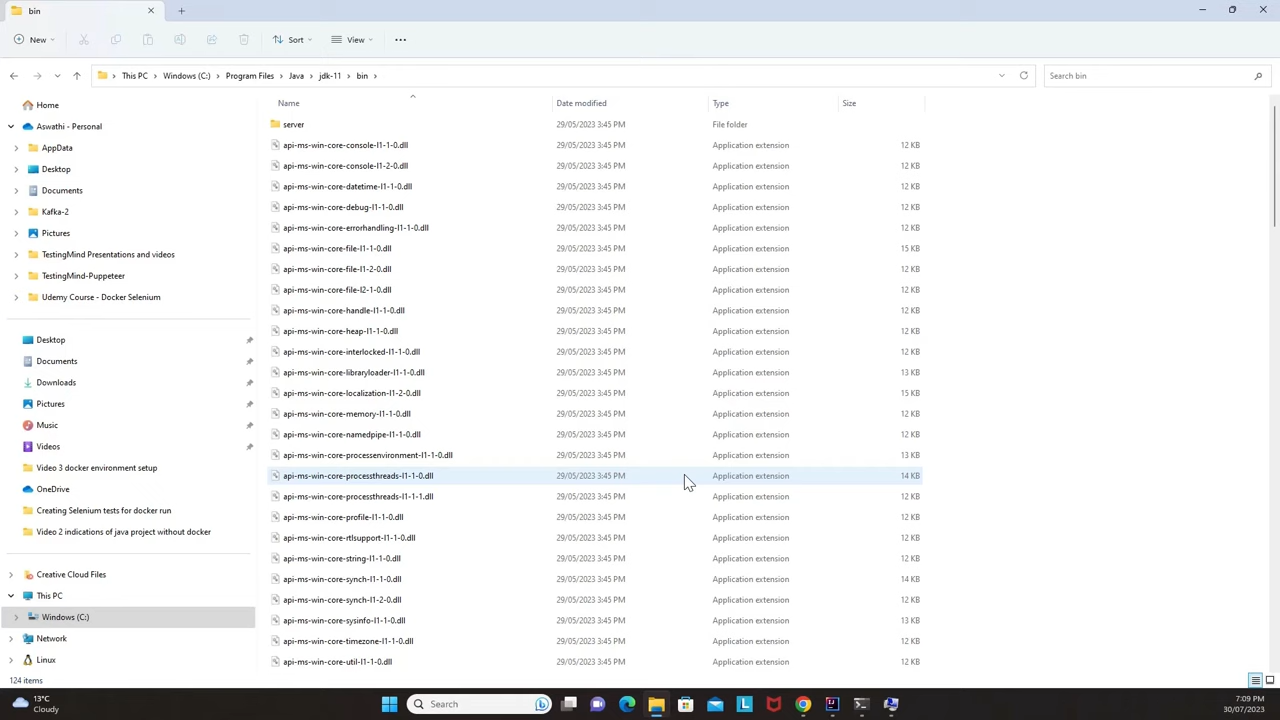 bin
New
Sort
View
This PC > Windows (C:) > Program Files > Java > jdk-11 > bin >
Search bin
Name Date modified Type Size
Home
Aswathi - Personal
AppData
Desktop
Documents
Kafka-2
Pictures
TestingMind Presentations and videos
TestingMind-Puppeteer
Udemy Course - Docker Selenium
Desktop
Documents
Downloads
Pictures
Music
Videos
Video 3 docker environment setup
OneDrive
Creating Selenium tests for docker run
Video 2 indications of java project without docker
Creative Cloud Files
This PC
Windows (C:)
Network
Linux
server 29/05/2023 3:45 PM File folder
api-ms-win-core-console-l1-1-0.dll 29/05/2023 3:45 PM Application extension 12 KB
api-ms-win-core-console-l1-2-0.dll 29/05/2023 3:45 PM Application extension 12 KB
api-ms-win-core-datetime-l1-1-0.dll 29/05/2023 3:45 PM Application extension 12 KB
api-ms-win-core-debug-l1-1-0.dll 29/05/2023 3:45 PM Application extension 12 KB
api-ms-win-core-errorhandling-l1-1-0.dll 29/05/2023 3:45 PM Application extension 12 KB
api-ms-win-core-file-l1-1-0.dll 29/05/2023 3:45 PM Application extension 15 KB
api-ms-win-core-file-l1-2-0.dll 29/05/2023 3:45 PM Application extension 12 KB
api-ms-win-core-file-l2-1-0.dll 29/05/2023 3:45 PM Application extension 12 KB
api-ms-win-core-handle-l1-1-0.dll 29/05/2023 3:45 PM Application extension 12 KB
api-ms-win-core-heap-l1-1-0.dll 29/05/2023 3:45 PM Application extension 12 KB
api-ms-win-core-interlocked-l1-1-0.dll 29/05/2023 3:45 PM Application extension 12 KB
api-ms-win-core-libraryloader-l1-1-0.dll 29/05/2023 3:45 PM Application extension 13 KB
api-ms-win-core-localization-l1-2-0.dll 29/05/2023 3:45 PM Application extension 15 KB
api-ms-win-core-memory-l1-1-0.dll 29/05/2023 3:45 PM Application extension 12 KB
api-ms-win-core-namedpipe-l1-1-0.dll 29/05/2023 3:45 PM Application extension 12 KB
api-ms-win-core-processenvironment-l1-1-0.dll 29/05/2023 3:45 PM Application extension 13 KB
api-ms-win-core-processthreads-l1-1-0.dll 29/05/2023 3:45 PM Application extension 14 KB
api-ms-win-core-processthreads-l1-1-1.dll 29/05/2023 3:45 PM Application extension 12 KB
api-ms-win-core-profile-l1-1-0.dll 29/05/2023 3:45 PM Application extension 12 KB
api-ms-win-core-rtlsupport-l1-1-0.dll 29/05/2023 3:45 PM Application extension 12 KB
api-ms-win-core-string-l1-1-0.dll 29/05/2023 3:45 PM Application extension 12 KB
api-ms-win-core-synch-l1-1-0.dll 29/05/2023 3:45 PM Application extension 14 KB
api-ms-win-core-synch-l1-2-0.dll 29/05/2023 3:45 PM Application extension 12 KB
api-ms-win-core-sysinfo-l1-1-0.dll 29/05/2023 3:45 PM Application extension 13 KB
api-ms-win-core-timezone-l1-1-0.dll 29/05/2023 3:45 PM Application extension 12 KB
api-ms-win-core-util-l1-1-0.dll 29/05/2023 3:45 PM Application extension 12 KB
124 items
13°C
Cloudy
Search
7:09 PM
30/07/2023